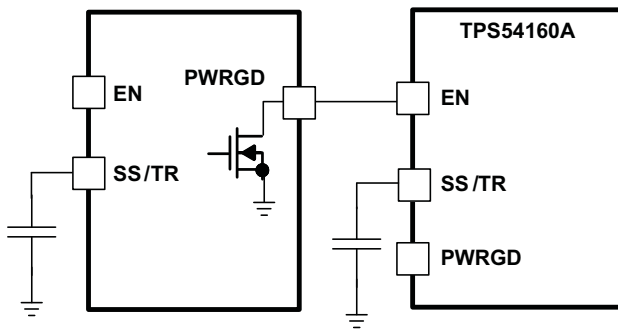 TPS54160A
PWRGD
EN
EN
SS/TR
SS/TR
PWRGD